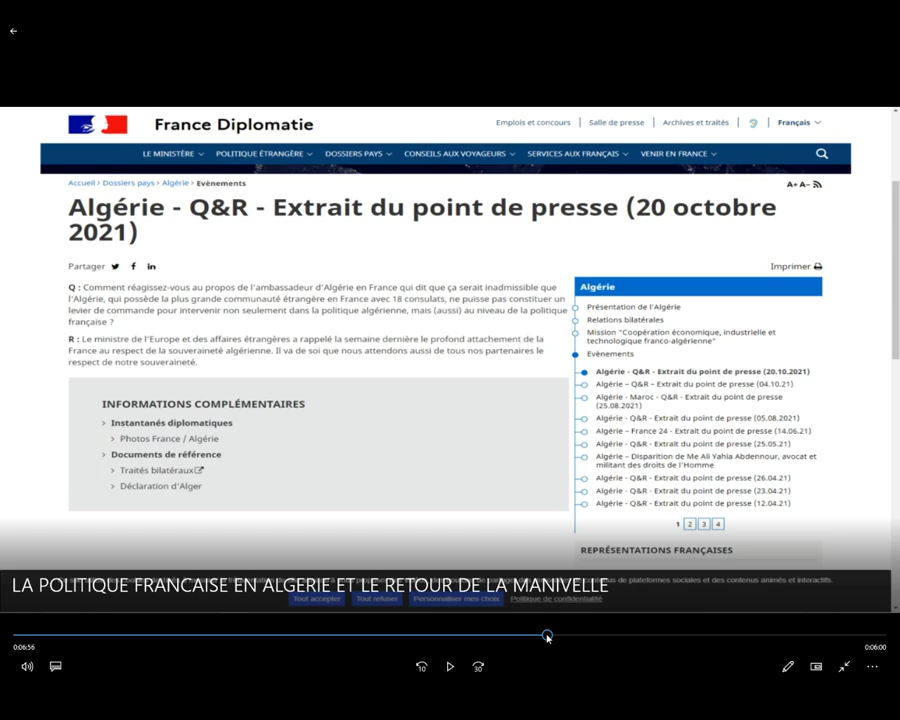 France Diplomatie
Emplois et concours
Salle de presse
Archives et traités
Français
LE MINISTÈRE
POLITIQUE ÉTRANGÈRE
DOSSIERS PAYS
CONSEILS AUX VOYAGEURS
SERVICES AUX FRANÇAIS
VENIR EN FRANCE
Accueil › Dossiers pays › Algérie › Evènements
A+ A−
Algérie - Q&R - Extrait du point de presse (20 octobre
2021)
Partager
Imprimer
Q : Comment réagissez-vous au propos de l'ambassadeur d'Algérie en France qui dit que ça serait inadmissible que
l'Algérie, qui possède la plus grande communauté étrangère en France avec 18 consulats, ne puisse pas constituer un
levier de commande pour intervenir non seulement dans la politique algérienne, mais (aussi) au niveau de la politique
française ?
R : Le ministre de l'Europe et des affaires étrangères a rappelé la semaine dernière le profond attachement de la
France au respect de la souveraineté algérienne. Il va de soi que nous attendons aussi de tous nos partenaires le
respect de notre souveraineté.
INFORMATIONS COMPLÉMENTAIRES
› Instantanés diplomatiques
› Photos France / Algérie
› Documents de référence
› Traités bilatéraux
› Déclaration d'Alger
Algérie
Présentation de l'Algérie
Relations bilatérales
Mission "Coopération économique, industrielle et
technologique franco-algérienne"
Evènements
Algérie - Q&R - Extrait du point de presse (20.10.2021)
Algérie – Q&R – Extrait du point de presse (04.10.21)
Algérie - Maroc - Q&R - Extrait du point de presse
(25.08.2021)
Algérie - Q&R - Extrait du point de presse (05.08.2021)
Algérie – France 24 - Extrait du point de presse (14.06.21)
Algérie - Q&R - Extrait du point de presse (25.05.21)
Algérie – Disparition de Me Ali Yahia Abdennour, avocat et
militant des droits de l'Homme
Algérie - Q&R - Extrait du point de presse (26.04.21)
Algérie - Q&R - Extrait du point de presse (23.04.21)
Algérie - Q&R - Extrait du point de presse (12.04.21)
1 2 3 4
REPRÉSENTATIONS FRANÇAISES
de plateformes sociales et des contenus animés et interactifs.
LA POLITIQUE FRANCAISE EN ALGERIE ET LE RETOUR DE LA MANIVELLE
Tout accepter
Tout refuser
Personnaliser mes choix
Politique de confidentialité
0:06:56
0:06:00
10
30